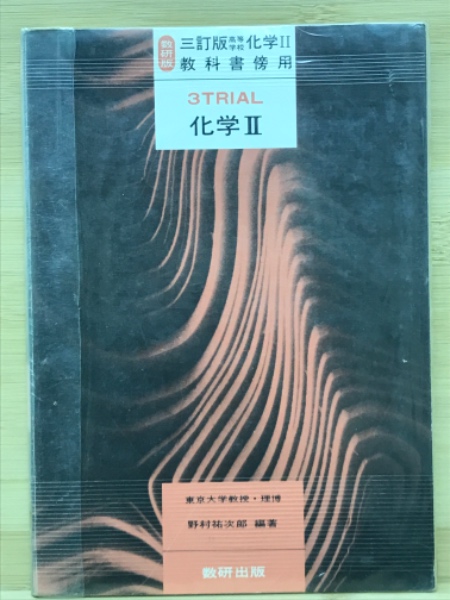 数研版
三訂版 高等学校 化学II
教科書傍用
3TRIAL
化学II
東京大学教授・理博
野村祐次郎 編著
数研出版